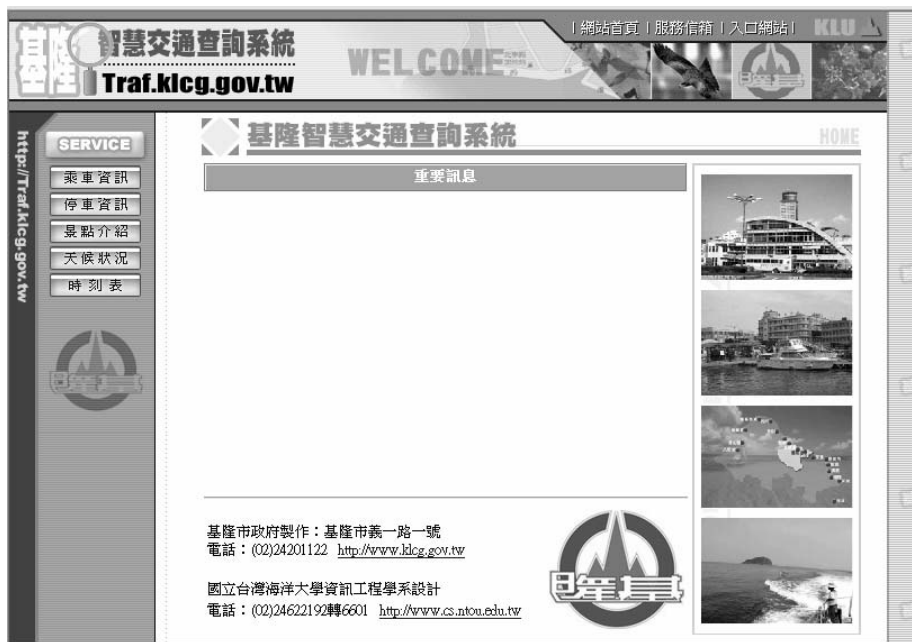 | 網站首頁 | 服務信箱 | 入口網站 |
KLU
基隆
智慧交通查詢系統
Traf.klcg.gov.tw
WELCOME
http://Traf.klcg.gov.tw
SERVICE
乘車資訊
停車資訊
景點介紹
天候狀況
時刻表
基隆智慧交通查詢系統
HOME
重要訊息
基隆市政府製作：基隆市義一路一號
電話：(02)24201122 http://www.klcg.gov.tw
國立台灣海洋大學資訊工程學系設計
電話：(02)24622192轉6601 http://www.cs.ntou.edu.tw